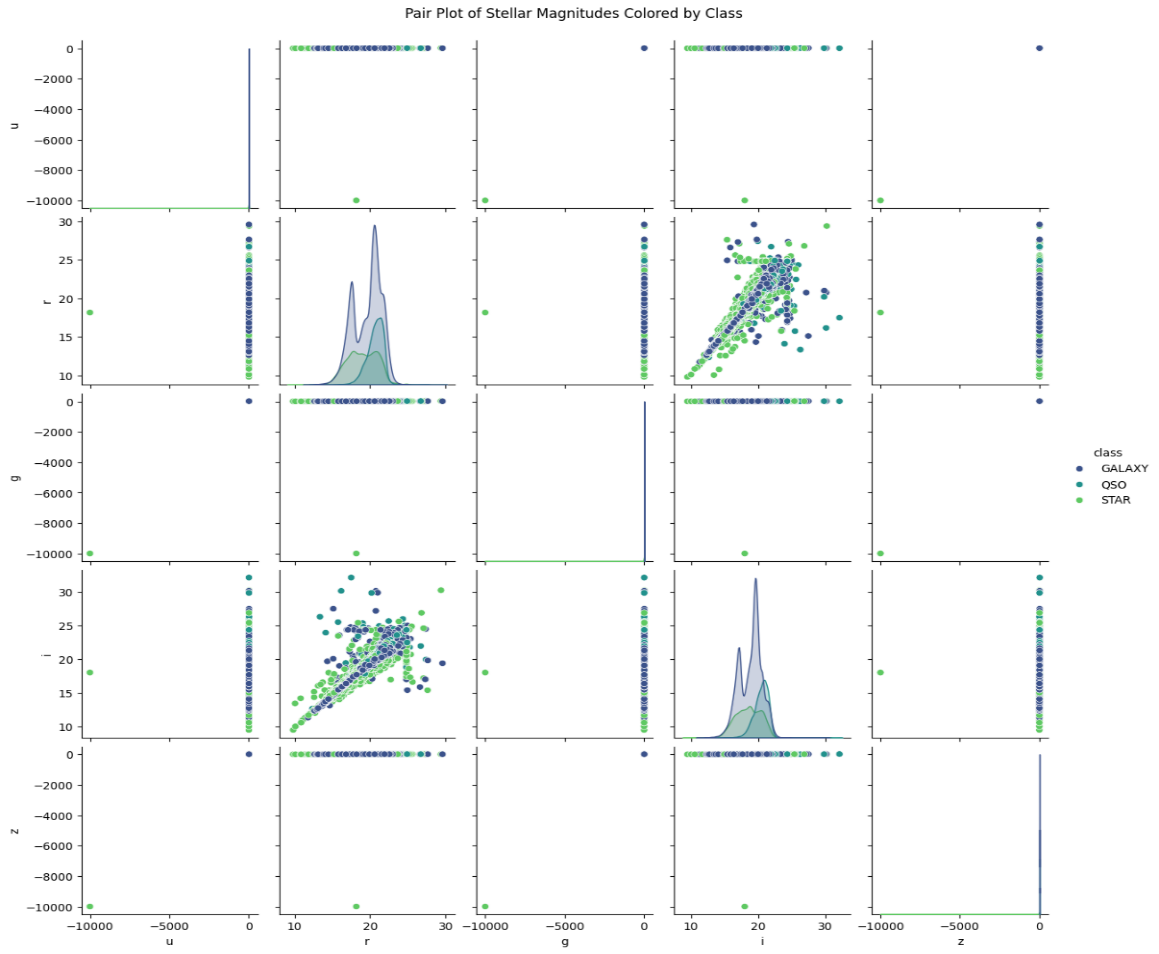 Pair Plot of Stellar Magnitudes Colored by Class
0
−2000
−4000
−6000
−8000
−10000
u
30
25
20
15
10
r
0
−2000
−4000
−6000
−8000
−10000
g
class
GALAXY
QSO
STAR
30
25
20
15
10
i
0
−2000
−4000
−6000
−8000
−10000
z
−10000 −5000 0 10 20 30 −10000 −5000 0 10 20 30 −10000 −5000 0
u r g i z